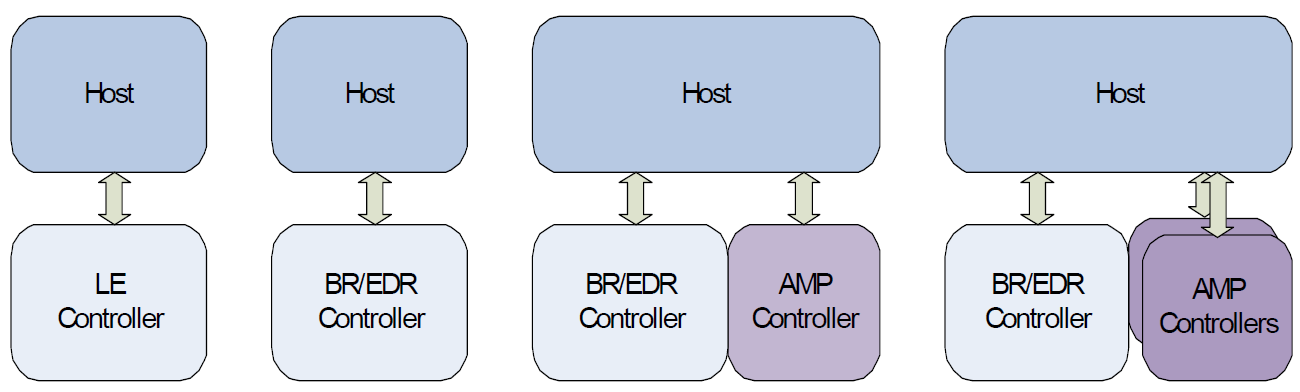 Host
Host
Host
Host
LE
Controller
BR/EDR
Controller
BR/EDR
Controller
AMP
Controller
BR/EDR
Controller
AMP
Controllers